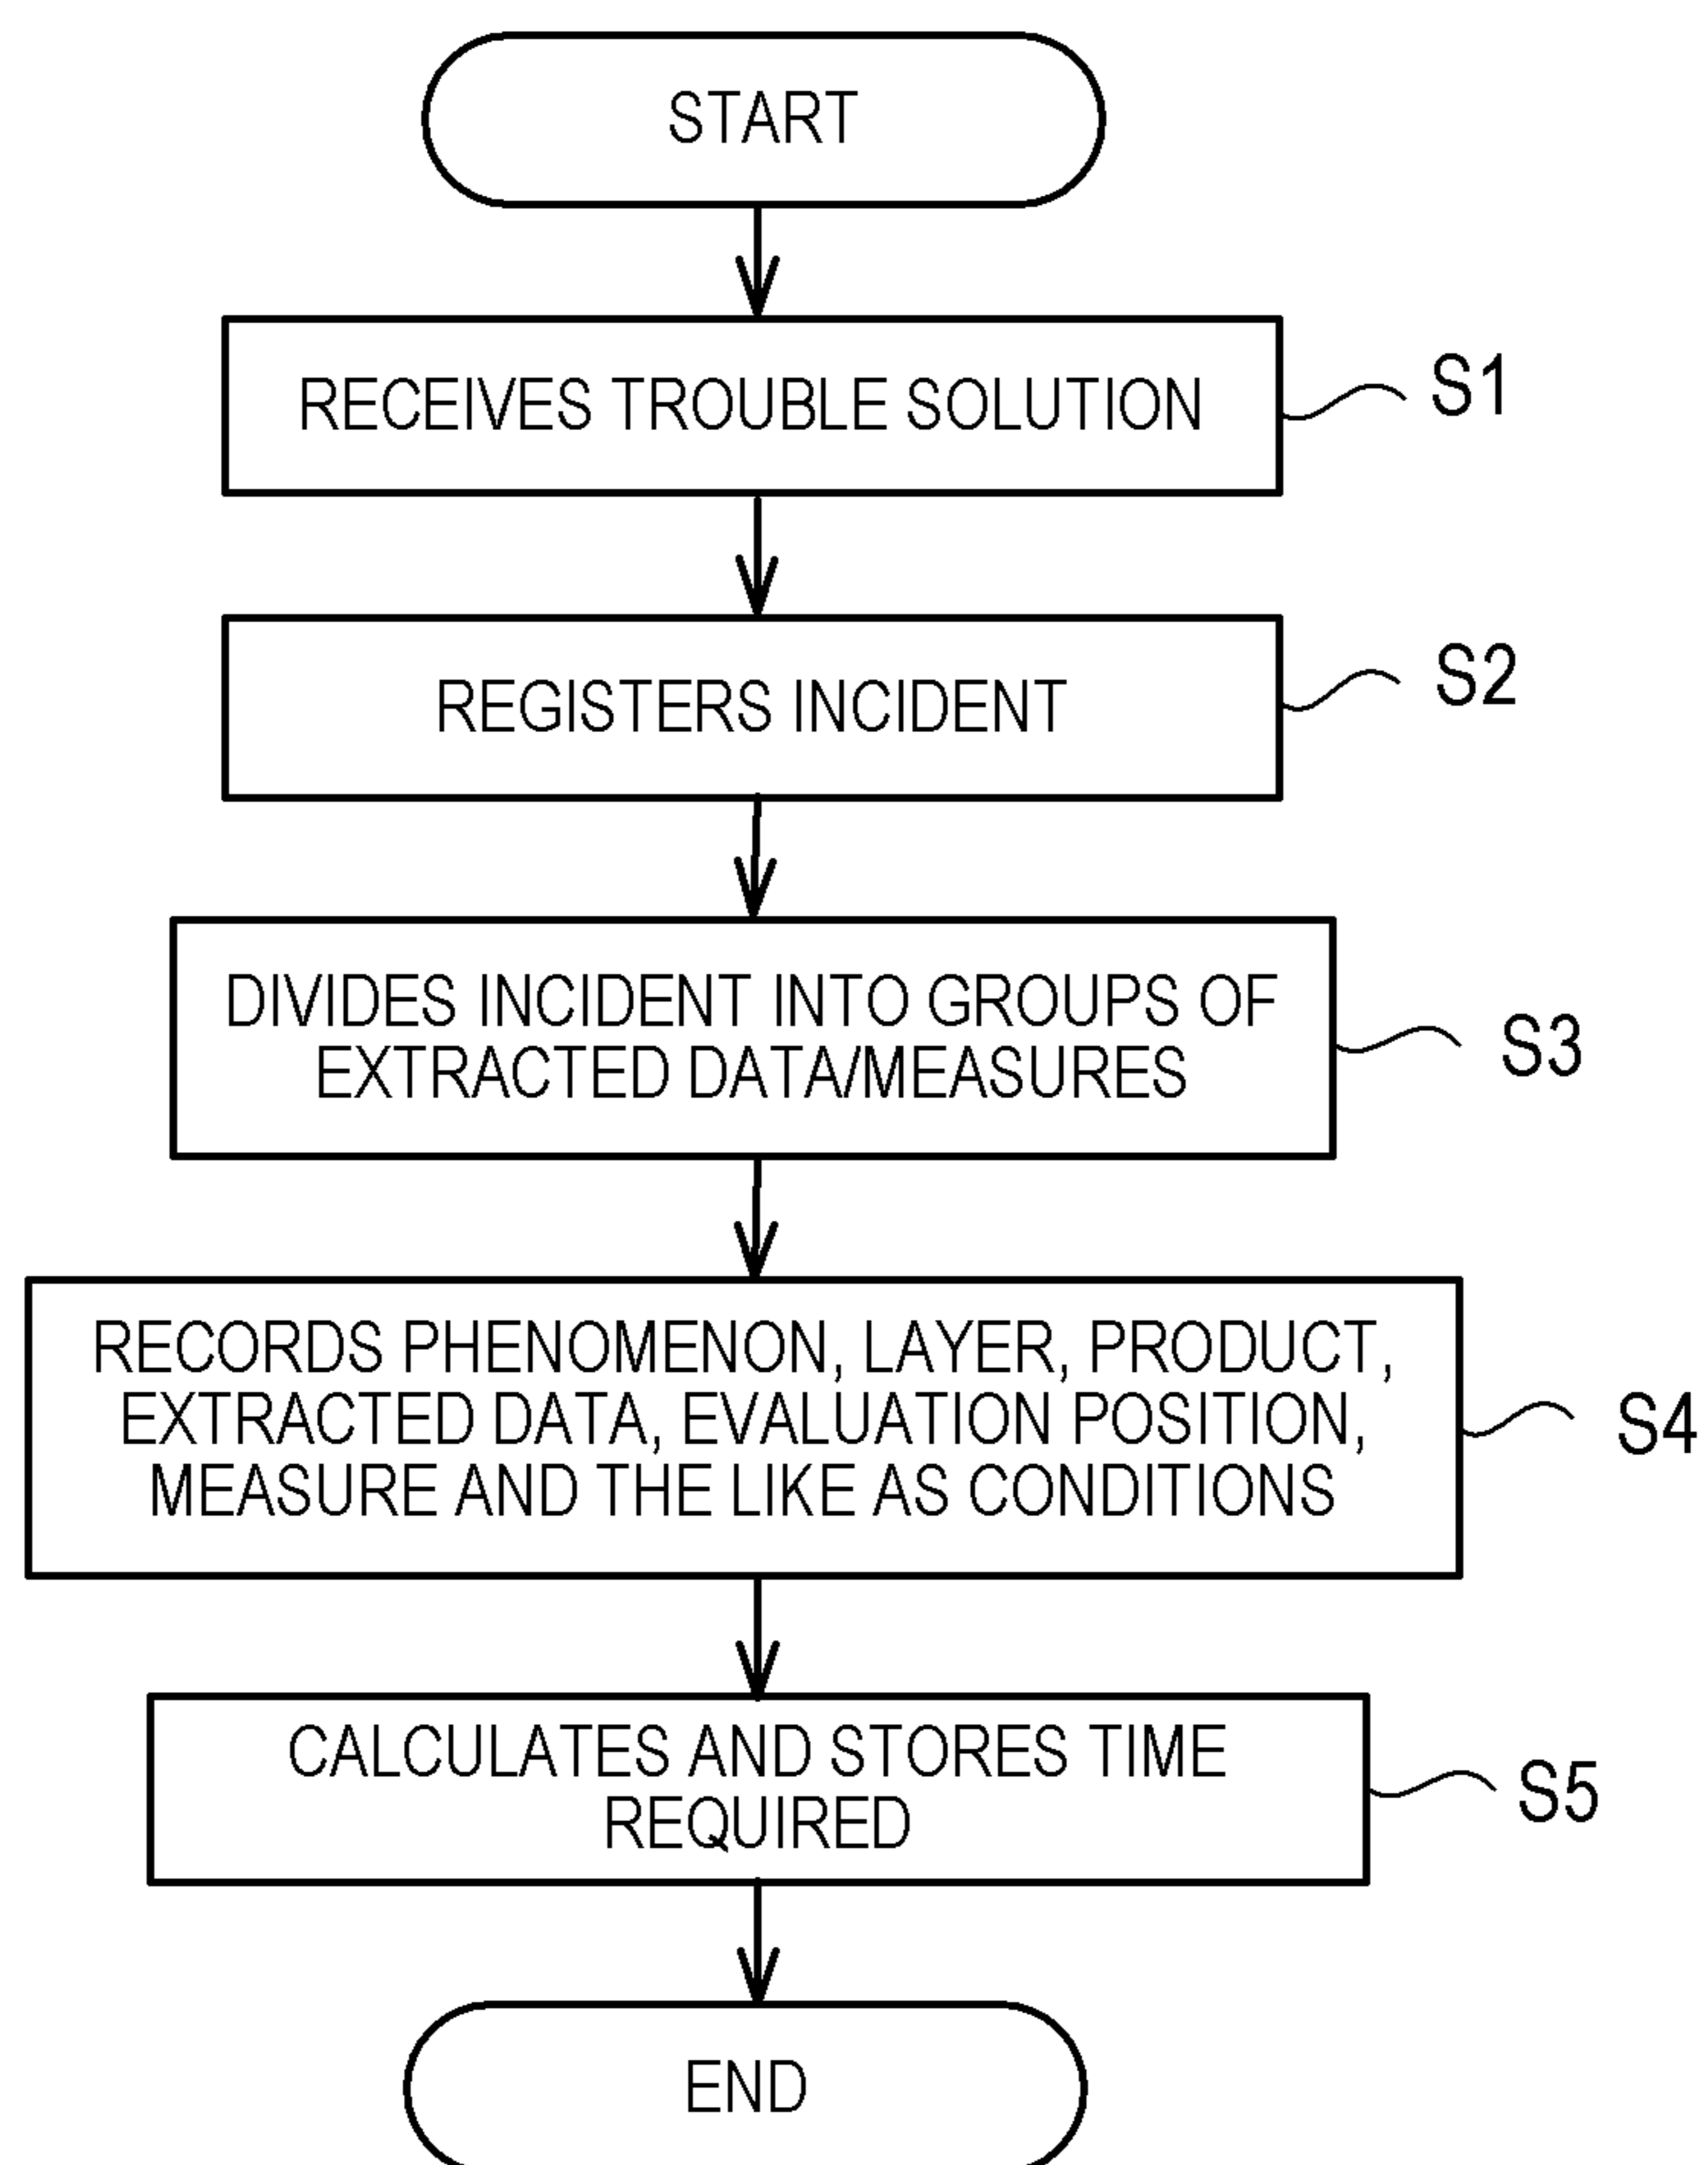 START
RECEIVES TROUBLE SOLUTION
S1
REGISTERS INCIDENT
S2
DIVIDES INCIDENT INTO GROUPS OF
EXTRACTED DATA/MEASURES
S3
RECORDS PHENOMENON, LAYER, PRODUCT,
EXTRACTED DATA, EVALUATION POSITION,
MEASURE AND THE LIKE AS CONDITIONS
S4
CALCULATES AND STORES TIME
REQUIRED
S5
END